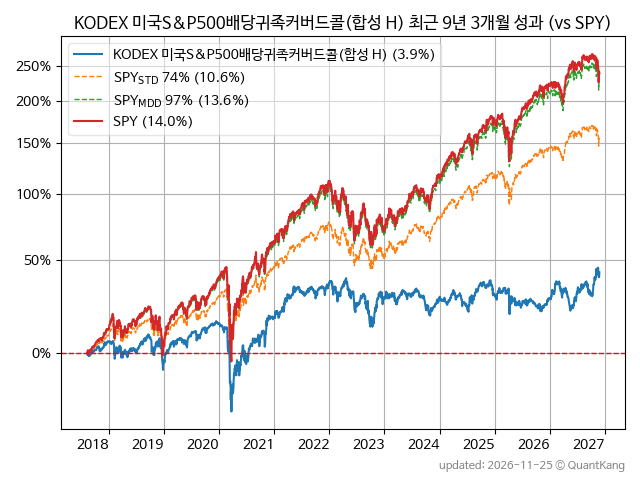 KODEX 미국S&P500배당귀족커버드콜(합성 H) 최근 9년 3개월 성과 (vs SPY)
KODEX 미국S&P500배당귀족커버드콜(합성 H) (3.9%)
SPY_STD 74% (10.6%)
SPY_MDD 97% (13.6%)
SPY (14.0%)
250%
200%
150%
100%
50%
0%
2018 2019 2020 2021 2022 2023 2024 2025 2026 2027
updated: 2026-11-25 © QuantKang